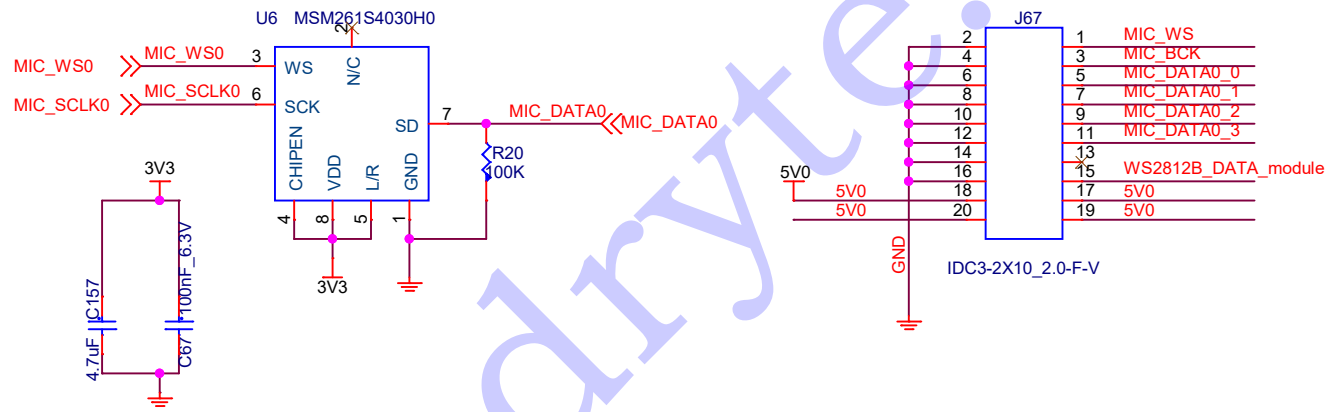 U6 MSM261S4030H0
J67
2
N/C
MIC_WS0
MIC_WS0
3
WS
MIC_SCLK0
MIC_SCLK0
6
SCK
SD
7
MIC_DATA0
MIC_DATA0
R20
100K
CHIPEN
VDD
L/R
GND
4
8
5
1
3V3
3V3
C157
4.7uF
100nF_6.3V
C67
2
1
MIC_WS
4
3
MIC_BCK
6
5
MIC_DATA0_0
8
7
MIC_DATA0_1
10
9
MIC_DATA0_2
12
11
MIC_DATA0_3
14
13
16
15
WS2812B_DATA_module
5V0
5V0
18
17
5V0
5V0
20
19
5V0
GND
IDC3-2X10_2.0-F-V
dryte.